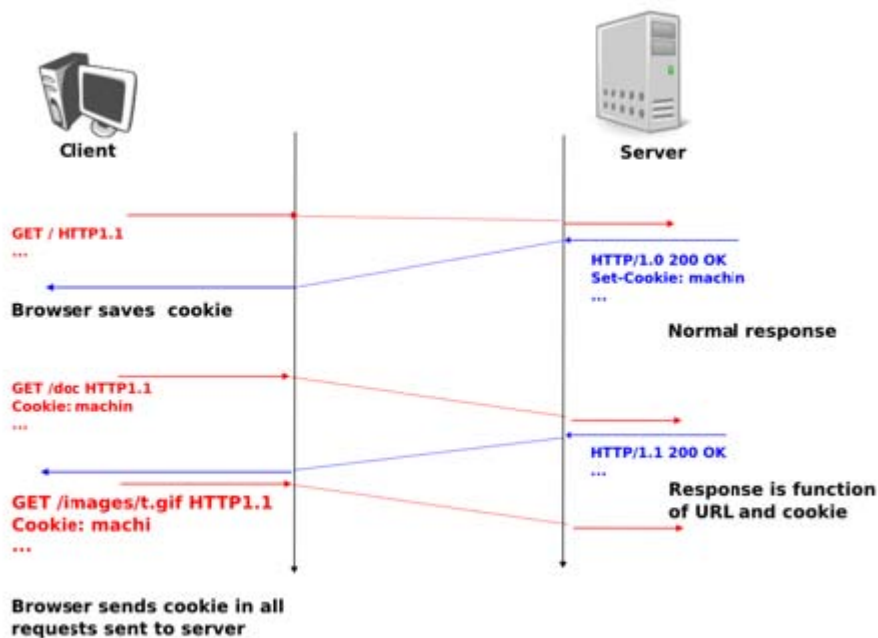 Client
Server
GET / HTTP1.1
...
HTTP/1.0 200 OK
Set-Cookie: machin
...
Browser saves cookie
Normal response
GET /doc HTTP1.1
Cookie: machin
...
HTTP/1.1 200 OK
...
GET /images/t.gif HTTP1.1
Cookie: machi
...
Response is function
of URL and cookie
Browser sends cookie in all
requests sent to server